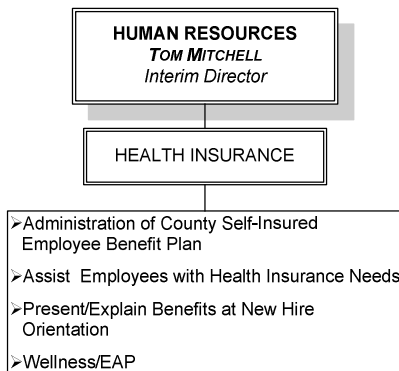 HUMAN RESOURCES
TOM MITCHELL
Interim Director
HEALTH INSURANCE
➢Administration of County Self-Insured
Employee Benefit Plan
➢Assist Employees with Health Insurance Needs
➢Present/Explain Benefits at New Hire
Orientation
➢Wellness/EAP